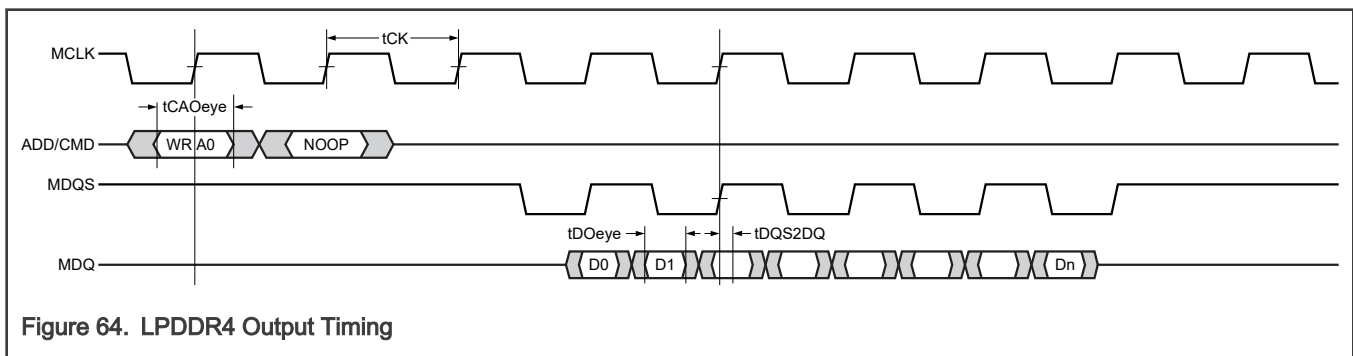 tCK
MCLK
tCAOeye
ADD/CMD
WR A0
NOOP
MDQS
tDOeye
tDQS2DQ
MDQ
D0
D1
Dn
Figure 64. LPDDR4 Output Timing